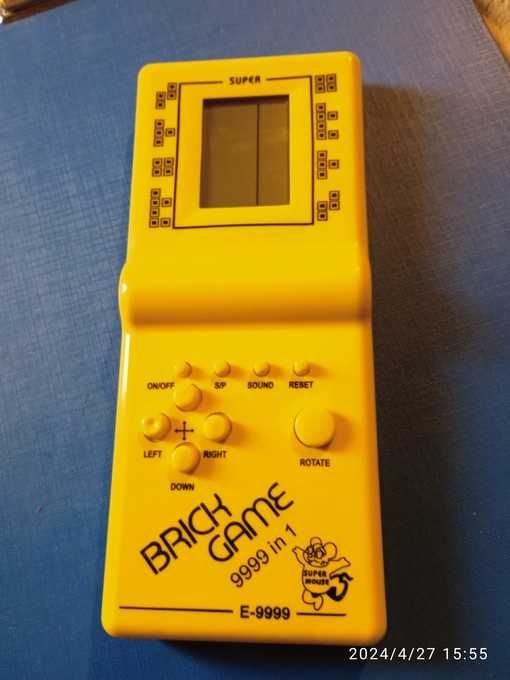 SUPER
ON/OFF S/P SOUND RESET
LEFT RIGHT
ROTATE
DOWN
BRICK
GAME
9999 in 1
SUPER
MOUSE
E-9999
2024/4/27 15:55